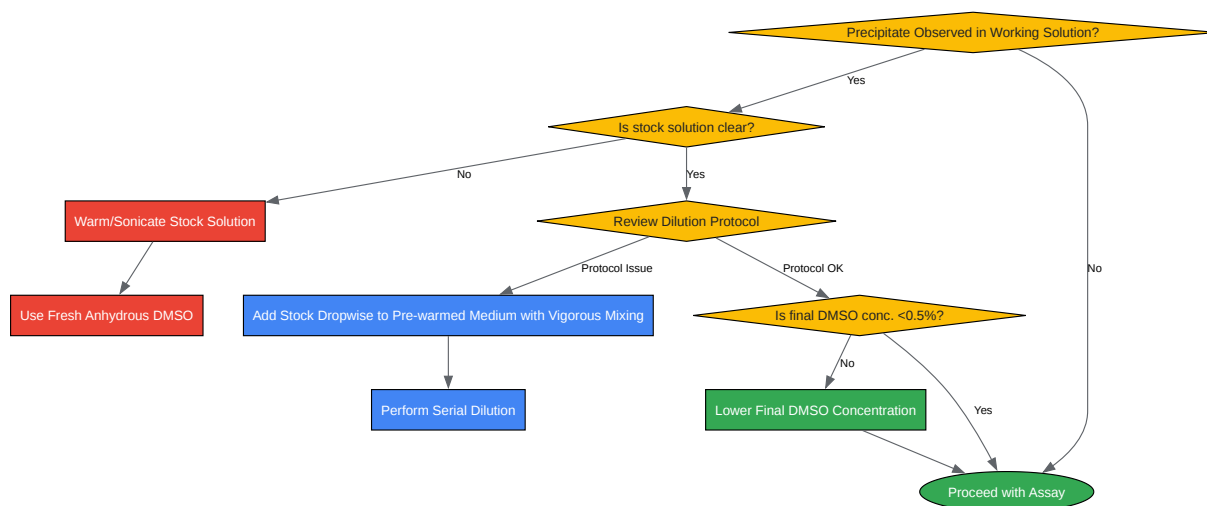 Precipitate Observed in Working Solution?
Yes
Is stock solution clear?
No
Yes
Warm/Sonicate Stock Solution
Review Dilution Protocol
Protocol Issue
Protocol OK
No
Use Fresh Anhydrous DMSO
Add Stock Dropwise to Pre-warmed Medium with Vigorous Mixing
Is final DMSO conc. <0.5%?
No
Perform Serial Dilution
Lower Final DMSO Concentration
Yes
Proceed with Assay